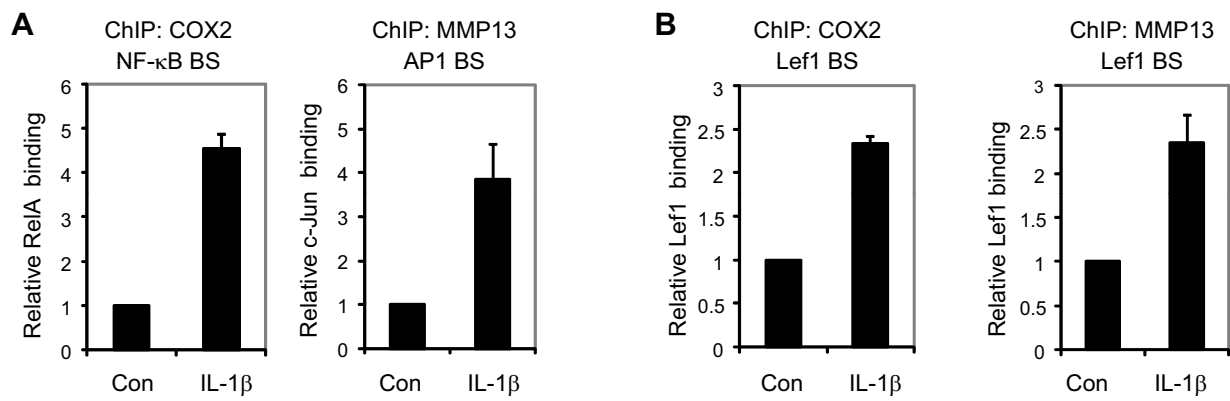 A
ChIP: COX2
NF-κB BS
Relative RelA binding
6
5
4
3
2
1
0
Con
IL-1β
ChIP: MMP13
AP1 BS
Relative c-Jun binding
6
5
4
3
2
1
0
Con
IL-1β
B
ChIP: COX2
Lef1 BS
Relative Lef1 binding
3
2.5
2
1.5
1
0.5
0
Con
IL-1β
ChIP: MMP13
Lef1 BS
Relative Lef1 binding
3
2.5
2
1.5
1
0.5
0
Con
IL-1β